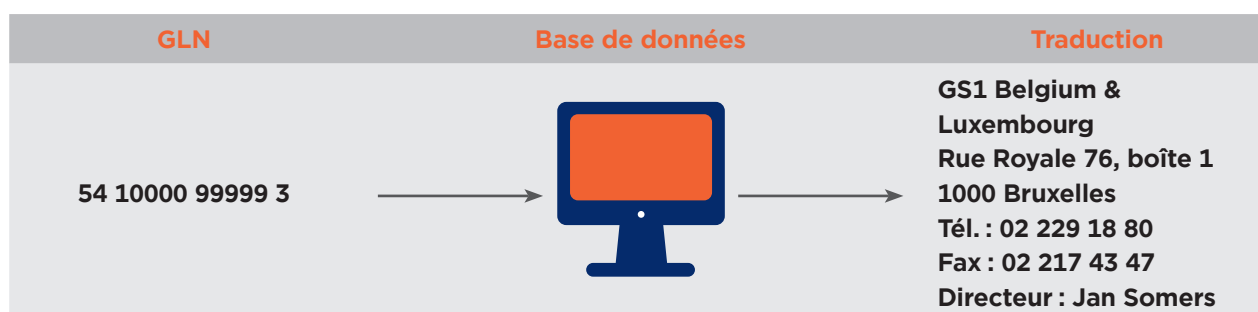 GLN
Base de données
Traduction
54 10000 99999 3
GS1 Belgium &
Luxembourg
Rue Royale 76, boîte 1
1000 Bruxelles
Tél. : 02 229 18 80
Fax : 02 217 43 47
Directeur : Jan Somers